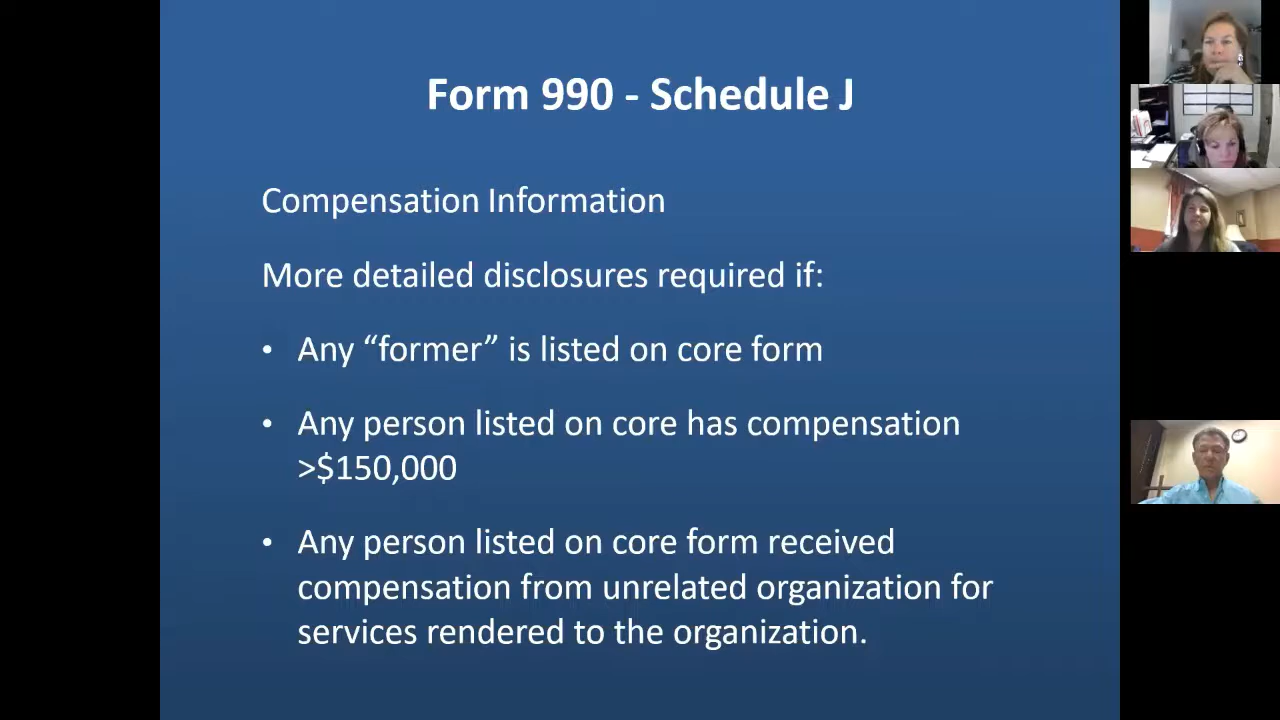 Form 990 - Schedule J
Compensation Information
More detailed disclosures required if:
• Any “former” is listed on core form
• Any person listed on core has compensation
>$150,000
• Any person listed on core form received
compensation from unrelated organization for
services rendered to the organization.